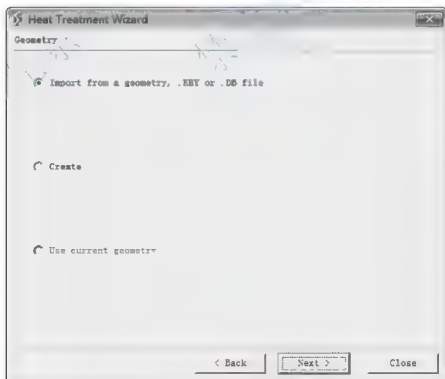 Heat Treatment Wizard
Geometry
Import from a geometry, .KEY or .DB file
Create
Use current geometry
< Back
Next >
Close